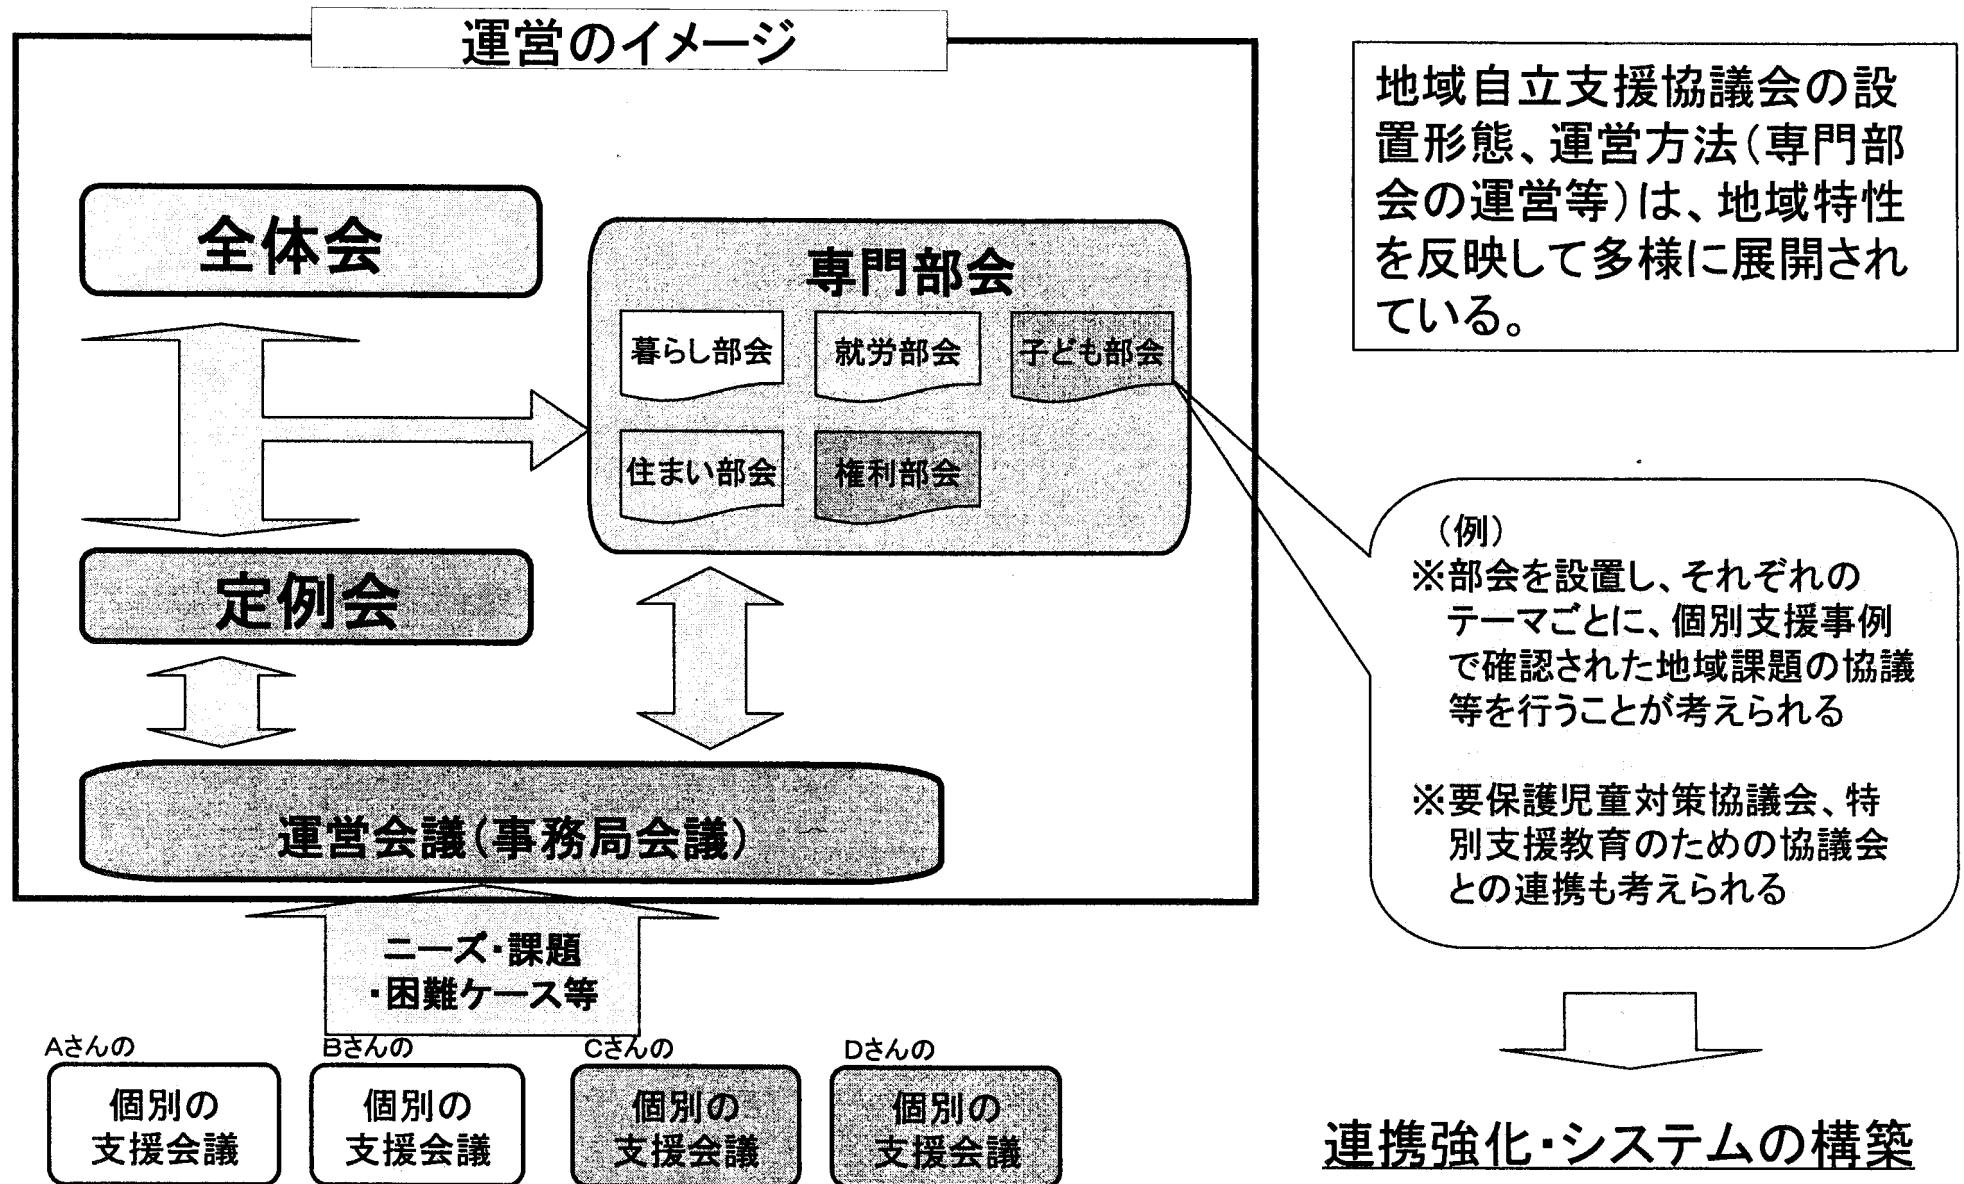 運営のイメージ
地域自立支援協議会の設
置形態、運営方法(専門部
会の運営等)は、地域特性
を反映して多様に展開され
ている。
全体会
専門部会
暮らし部会
就労部会
子ども部会
住まい部会
権利部会
定例会
運営会議(事務局会議)
(例)
※部会を設置し、それぞれの
テーマごとに、個別支援事例
で確認された地域課題の協議
等を行うことが考えられる
※要保護児童対策協議会、特
別支援教育のための協議会
との連携も考えられる
ニーズ・課題
・困難ケース等
Aさんの
個別の
支援会議
Bさんの
個別の
支援会議
Cさんの
個別の
支援会議
Dさんの
個別の
支援会議
連携強化・システムの構築